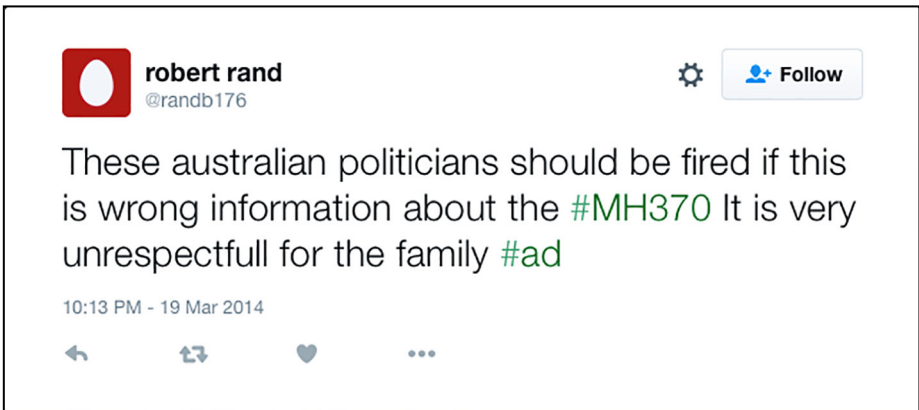 robert rand
@randb176
Follow
These australian politicians should be fired if this
is wrong information about the #MH370 It is very
unrespectfull for the family #ad
10:13 PM - 19 Mar 2014